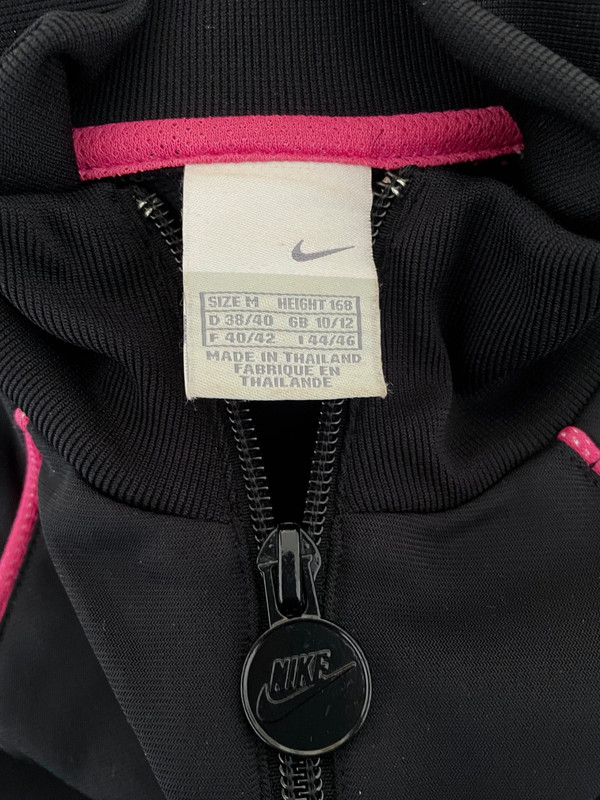 SIZE M HEIGHT 168
D 38/40 GB 10/12
F 40/42 I 44/46
MADE IN THAILAND
FABRIQUE EN
THAILANDE
NIKE